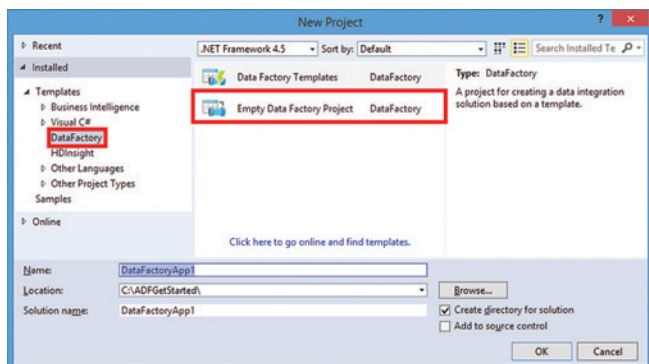 New Project
? ×
Recent
.NET Framework 4.5
Sort by: Default
Search Installed Te
Installed
Templates
Business Intelligence
Visual C#
DataFactory
HDInsight
Other Languages
Other Project Types
Samples
Online
Data Factory Templates DataFactory
Empty Data Factory Project DataFactory
Click here to go online and find templates.
Type: DataFactory
A project for creating a data integration
solution based on a template.
Name: DataFactoryApp1
Location: C:\ADFGetStarted\
Browse...
Solution name: DataFactoryApp1
Create directory for solution
Add to source control
OK Cancel